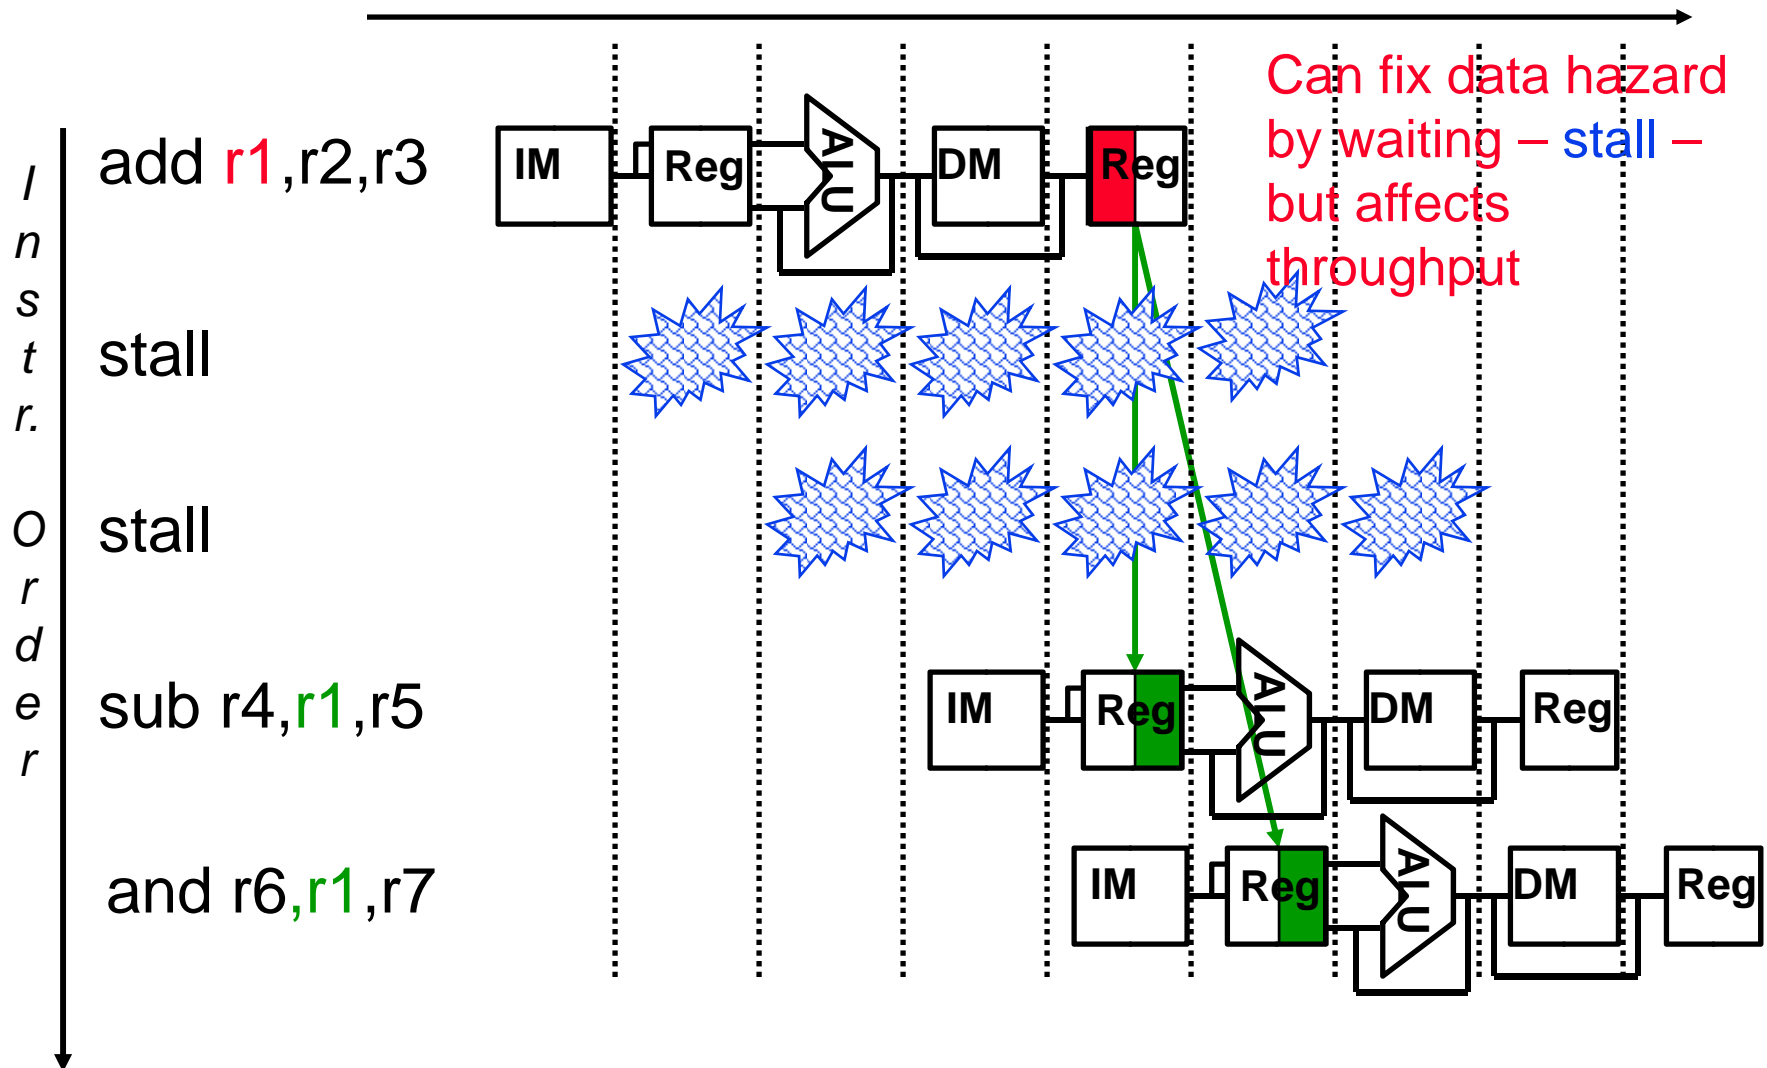 Can fix data hazard
by waiting – stall –
but affects
throughput
Instr. Order
add r1,r2,r3
IM Reg ALU DM Reg
stall
stall
sub r4,r1,r5
IM Reg ALU DM Reg
and r6,r1,r7
IM Reg ALU DM Reg